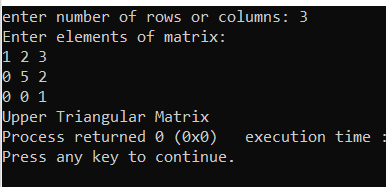 enter number of rows or columns: 3
Enter elements of matrix:
1 2 3
0 5 2
0 0 1
Upper Triangular Matrix
Process returned 0 (0x0)   execution time :
Press any key to continue.